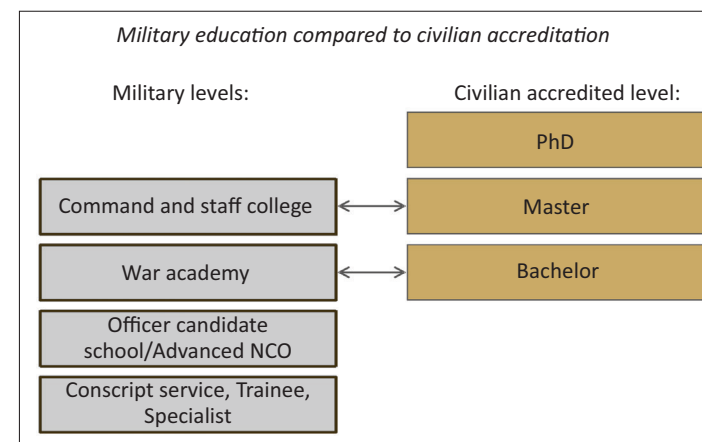 Military education compared to civilian accreditation
Military levels:
Civilian accredited level:
PhD
Command and staff college
Master
War academy
Bachelor
Officer candidate
school/Advanced NCO
Conscript service, Trainee,
Specialist